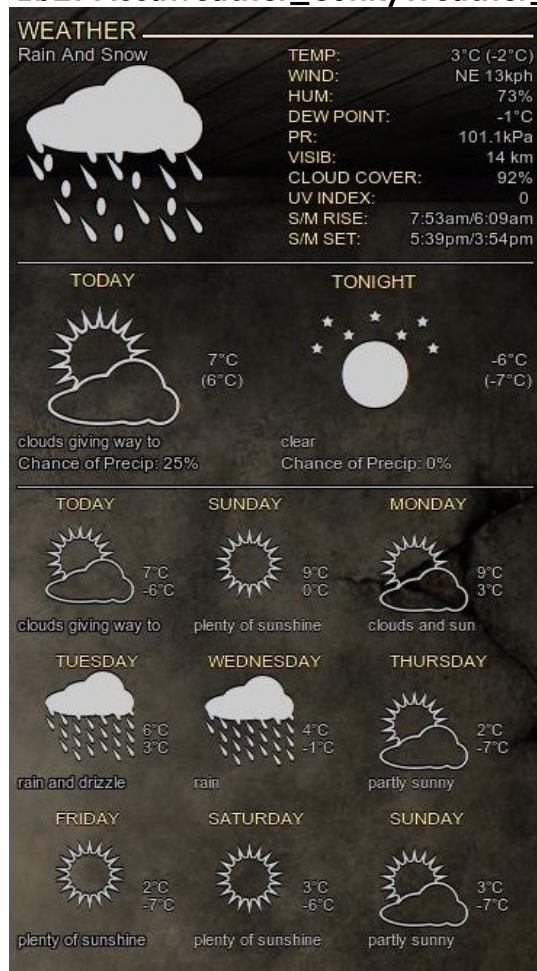 WEATHER
Rain And Snow
TEMP: 3°C (-2°C)
WIND: NE 13kph
HUM: 73%
DEW POINT: -1°C
PR: 101.1kPa
VISIB: 14 km
CLOUD COVER: 92%
UV INDEX: 0
S/M RISE: 7:53am/6:09am
S/M SET: 5:39pm/3:54pm
TODAY TONIGHT
7°C -6°C
(6°C) (-7°C)
clouds giving way to clear
Chance of Precip: 25% Chance of Precip: 0%
TODAY SUNDAY MONDAY
7°C 9°C 9°C
-6°C 0°C 3°C
clouds giving way to plenty of sunshine clouds and sun
TUESDAY WEDNESDAY THURSDAY
6°C 4°C 2°C
3°C -1°C -7°C
rain and drizzle rain partly sunny
FRIDAY SATURDAY SUNDAY
2°C 3°C 3°C
-7°C -6°C -7°C
plenty of sunshine plenty of sunshine partly sunny